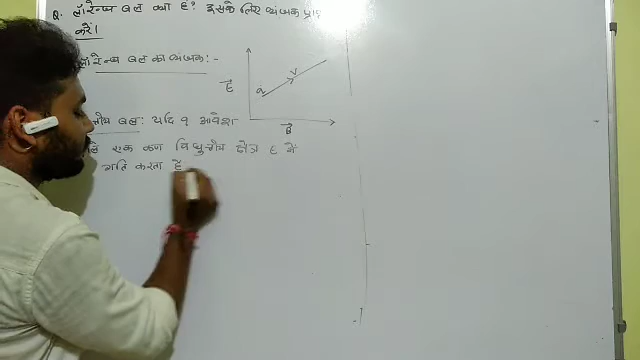 Q. लॉरेन्ज बल क्या है? इसके लिए व्यंजक प्राप्त
करें।
लॉरेन्ज बल का व्यंजक:-
E
a
v
B
बल: यदि q आवेश
एक कण विद्युतीय क्षेत्र E में
गति करता है